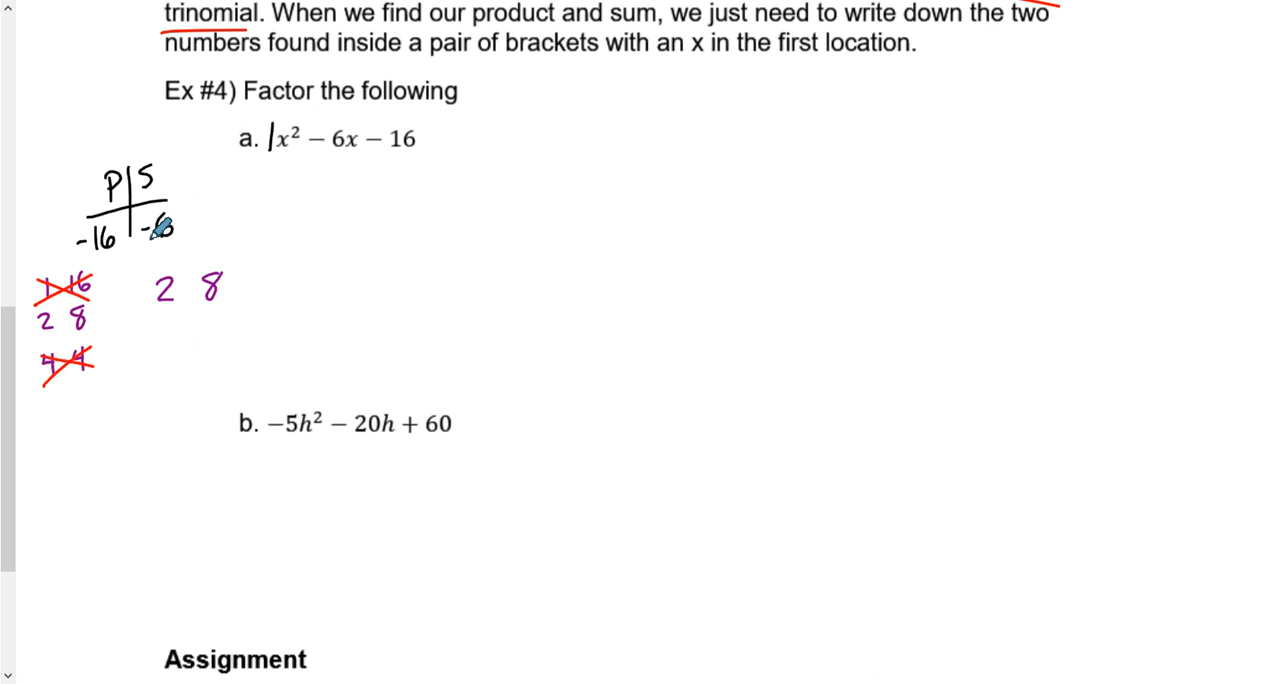 trinomial. When we find our product and sum, we just need to write down the two
numbers found inside a pair of brackets with an x in the first location.
Ex #4) Factor the following
a. 1x² − 6x − 16
P | S
-16 | -6
1 16
2 8
2 8
4 4
b. −5h² − 20h + 60
Assignment